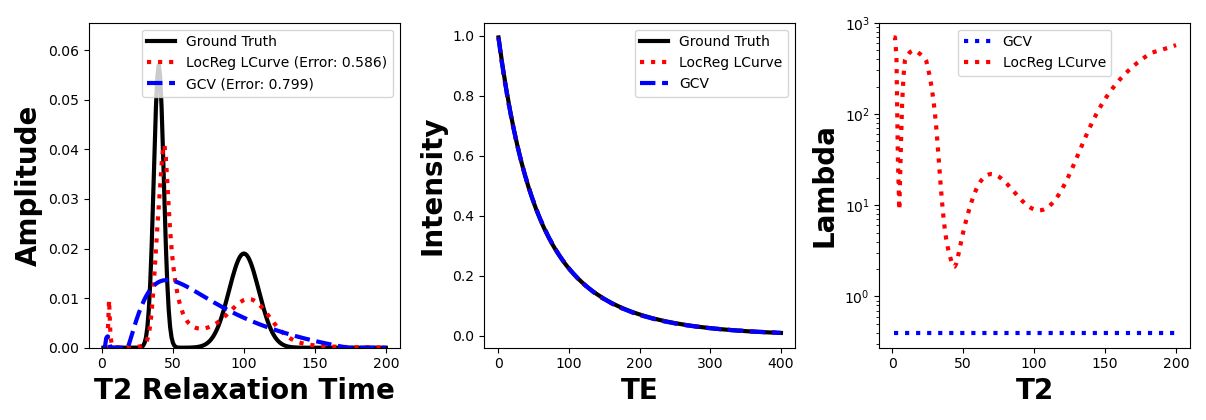 Amplitude
0.06
0.05
0.04
0.03
0.02
0.01
0.00
0
50
100
150
200
T2 Relaxation Time
Ground Truth
LocReg LCurve (Error: 0.586)
GCV (Error: 0.799)
Intensity
1.0
0.8
0.6
0.4
0.2
0.0
0
100
200
300
400
TE
Ground Truth
LocReg LCurve
GCV
Lambda
10³
10²
10¹
10⁰
0
50
100
150
200
T2
GCV
LocReg LCurve